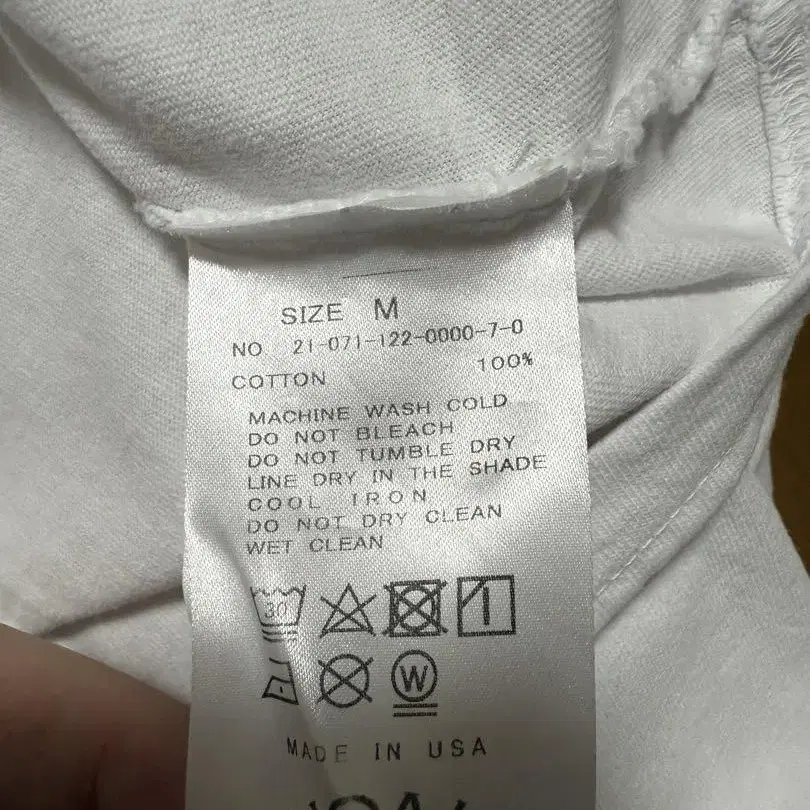 SIZE M
NO 21-071-122-0000-7-0
COTTON 100%
MACHINE WASH COLD
DO NOT BLEACH
DO NOT TUMBLE DRY
LINE DRY IN THE SHADE
COOL IRON
DO NOT DRY CLEAN
WET CLEAN
30
W
MADE IN USA